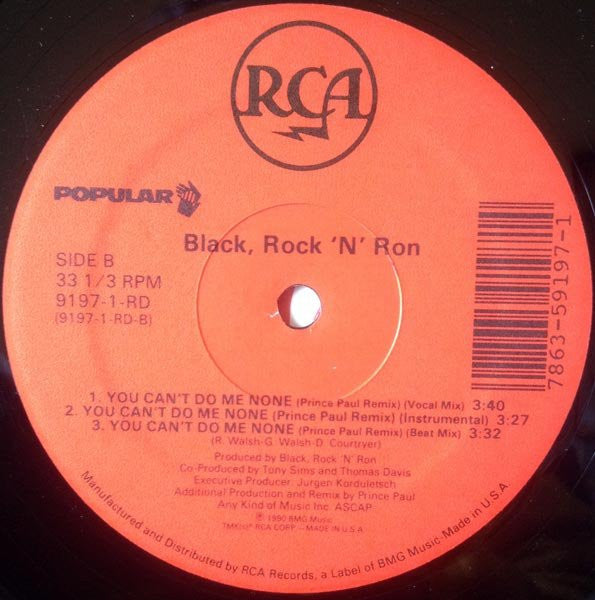 RCA
POPULAR
Black, Rock 'N' Ron
SIDE B
33 1/3 RPM
9197-1-RD
(9197-1-RD-B)
7863-59197-1
1. YOU CAN'T DO ME NONE (Prince Paul Remix) (Vocal Mix) 3:40
2. YOU CAN'T DO ME NONE (Prince Paul Remix) (Instrumental) 3:27
3. YOU CAN'T DO ME NONE (Prince Paul Remix) (Beat Mix) 3:32
(R. Walsh-G. Walsh-D. Courtryer)
Produced by Black, Rock 'N' Ron
Co-Produced by Tony Sims and Thomas Davis
Executive Producer: Jurgen Korduletsch
Additional Production and Remix by Prince Paul
Any Kind of Music Inc. ASCAP
℗ 1990 BMG Music
TMK(s)® RCA CORP — MADE IN U.S.A.
Manufactured and Distributed by RCA Records, a Label of BMG Music-Made in U.S.A